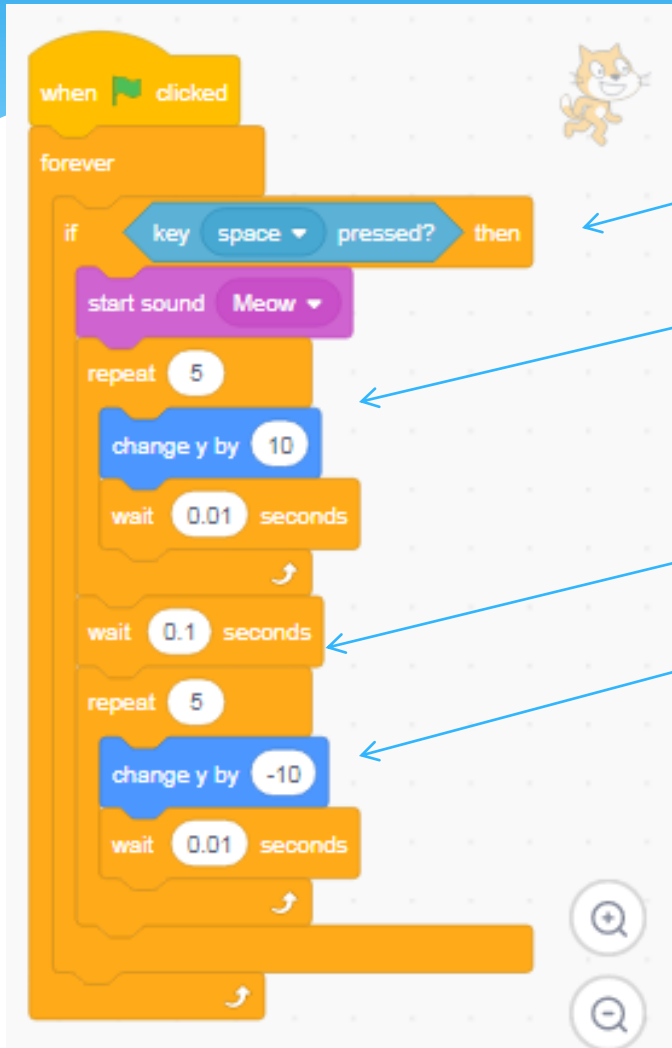 when clicked
forever
if key space pressed? then
start sound Meow
repeat 5
change y by 10
wait 0.01 seconds
wait 0.1 seconds
repeat 5
change y by -10
wait 0.01 seconds